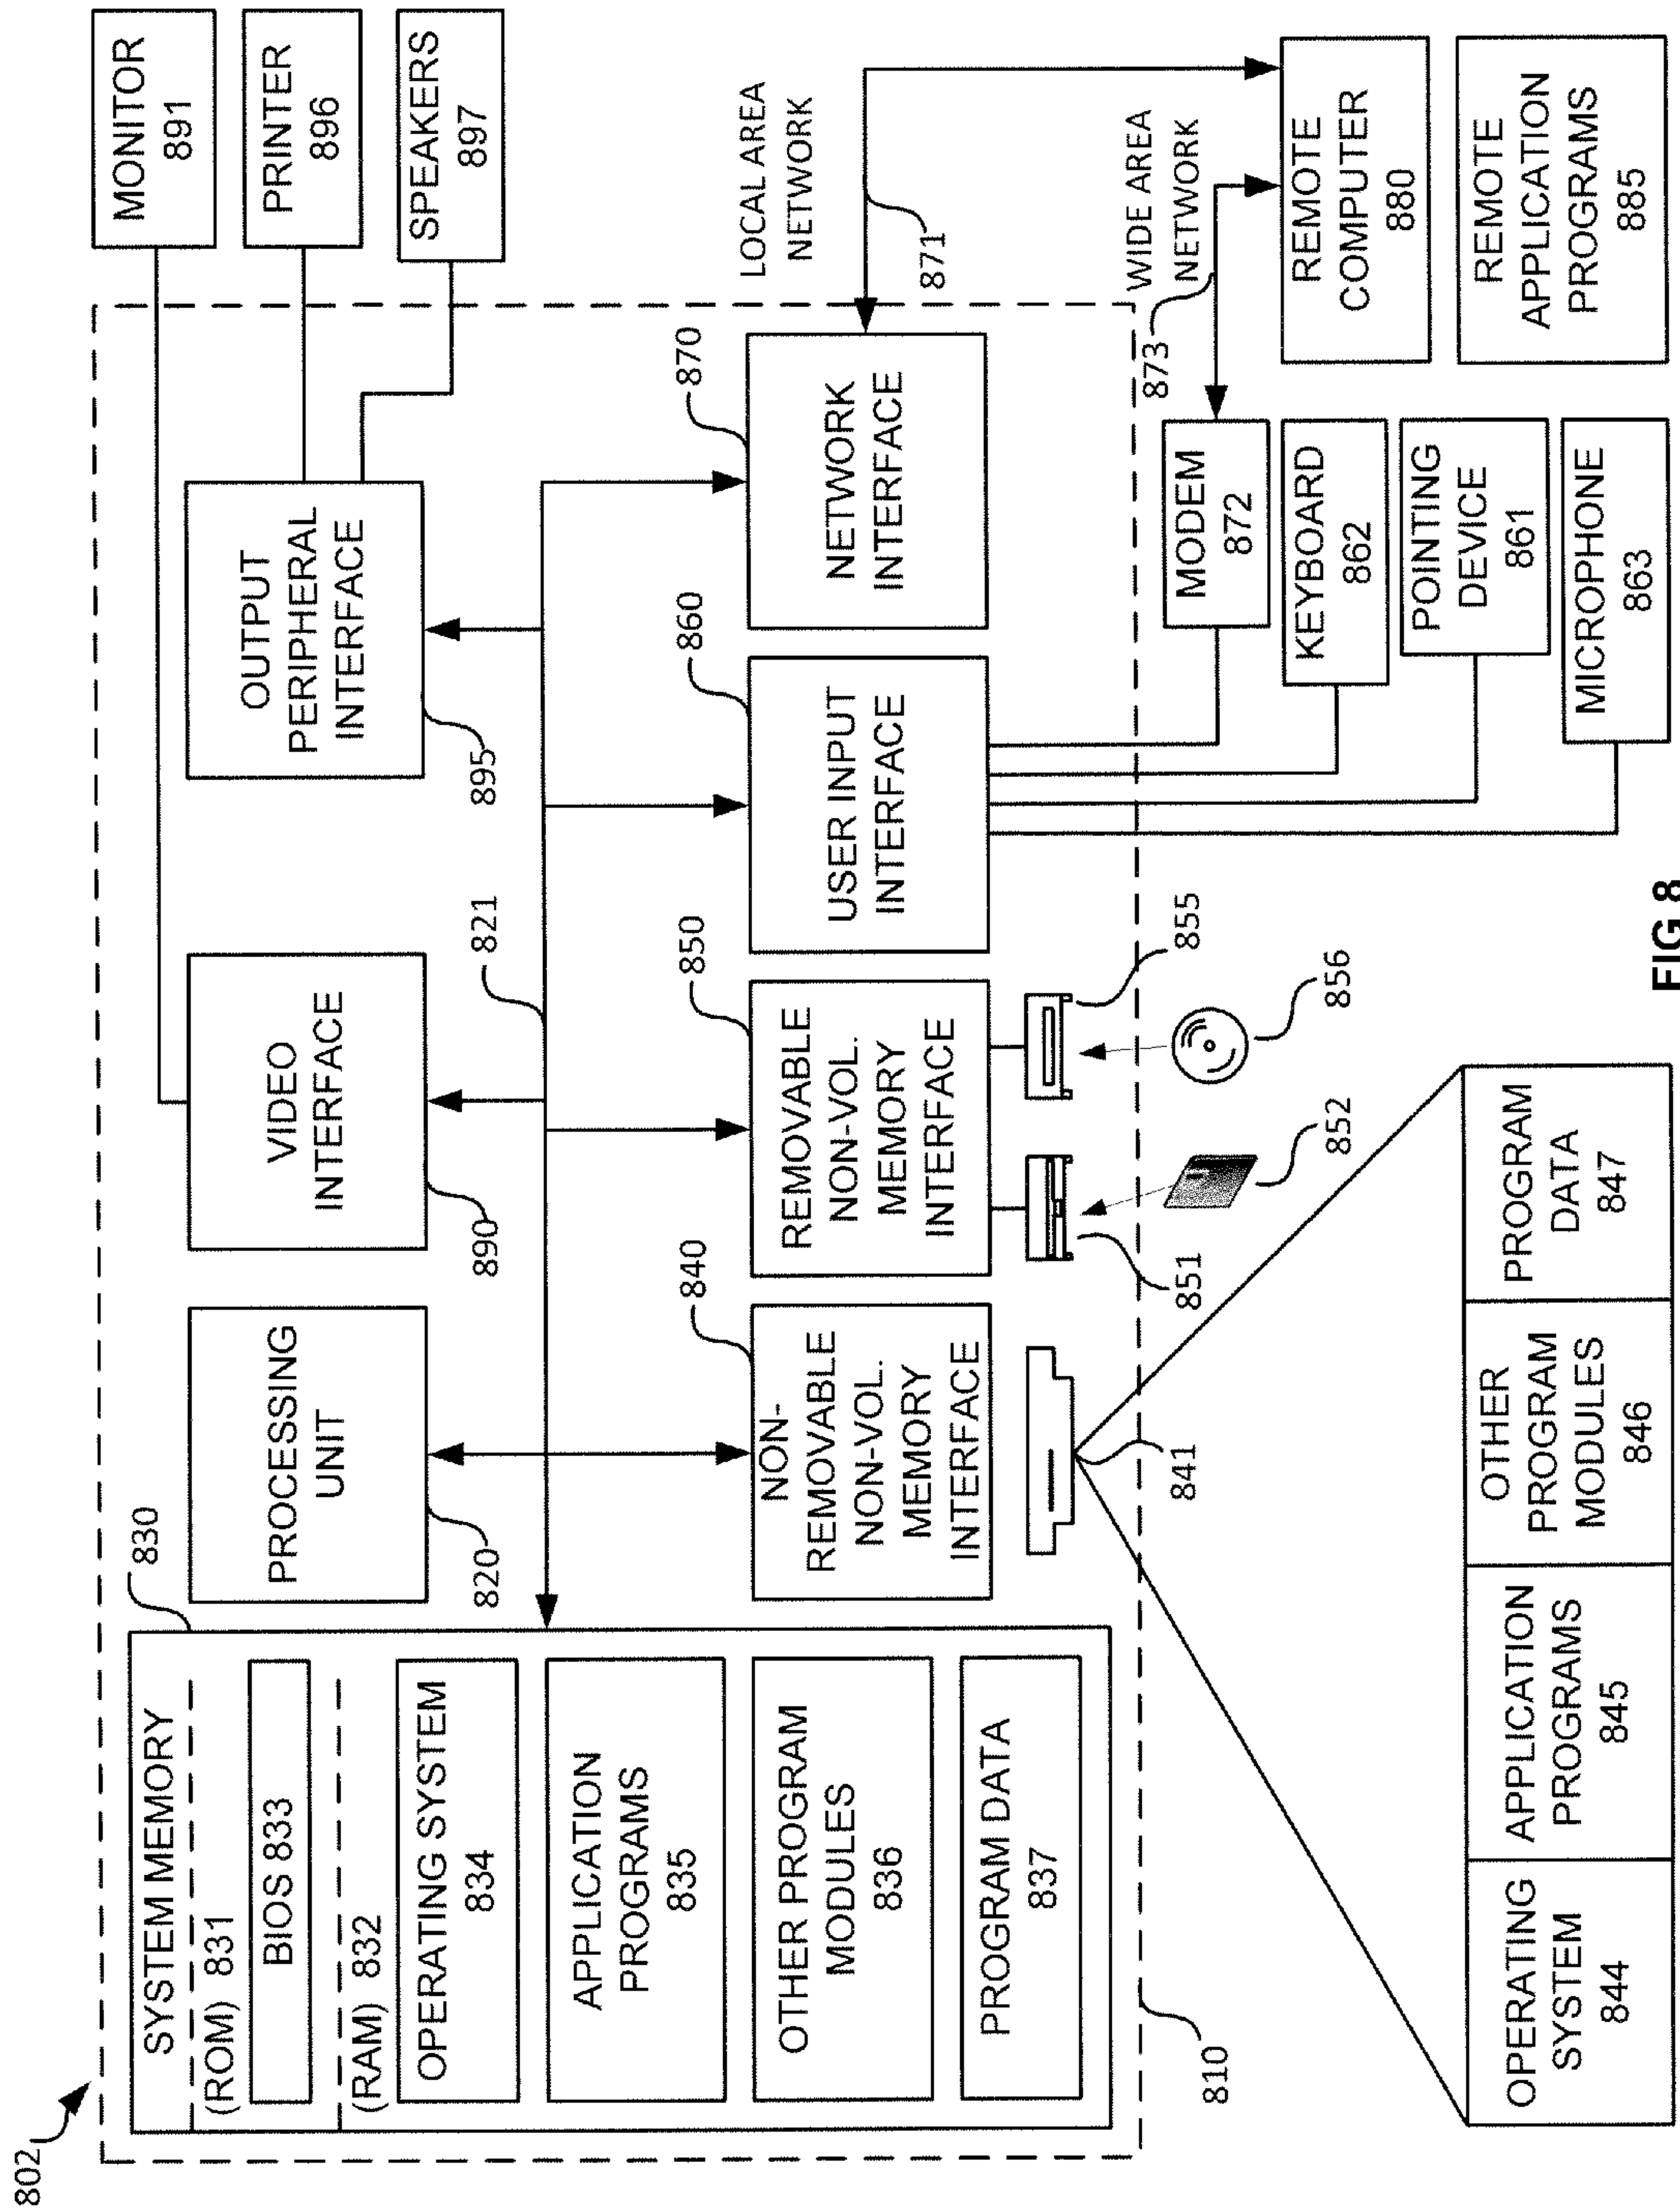 802
830
SYSTEM MEMORY
(ROM) 831
BIOS 833
(RAM) 832
OPERATING SYSTEM
834
APPLICATION
PROGRAMS
835
OTHER PROGRAM
MODULES
836
PROGRAM DATA
837
810
PROCESSING
UNIT
820
VIDEO
INTERFACE
890
821
OUTPUT
PERIPHERAL
INTERFACE
895
MONITOR
891
PRINTER
896
SPEAKERS
897
840
NON-
REMOVABLE
NON-VOL.
MEMORY
INTERFACE
841
850
REMOVABLE
NON-VOL.
MEMORY
INTERFACE
851
852
855
856
860
USER INPUT
INTERFACE
870
NETWORK
INTERFACE
LOCAL AREA
NETWORK
871
WIDE AREA
NETWORK
873
MODEM
872
KEYBOARD
862
POINTING
DEVICE
861
MICROPHONE
863
REMOTE
COMPUTER
880
REMOTE
APPLICATION
PROGRAMS
885
OPERATING
SYSTEM
844
APPLICATION
PROGRAMS
845
OTHER
PROGRAM
MODULES
846
PROGRAM
DATA
847
FIG 8